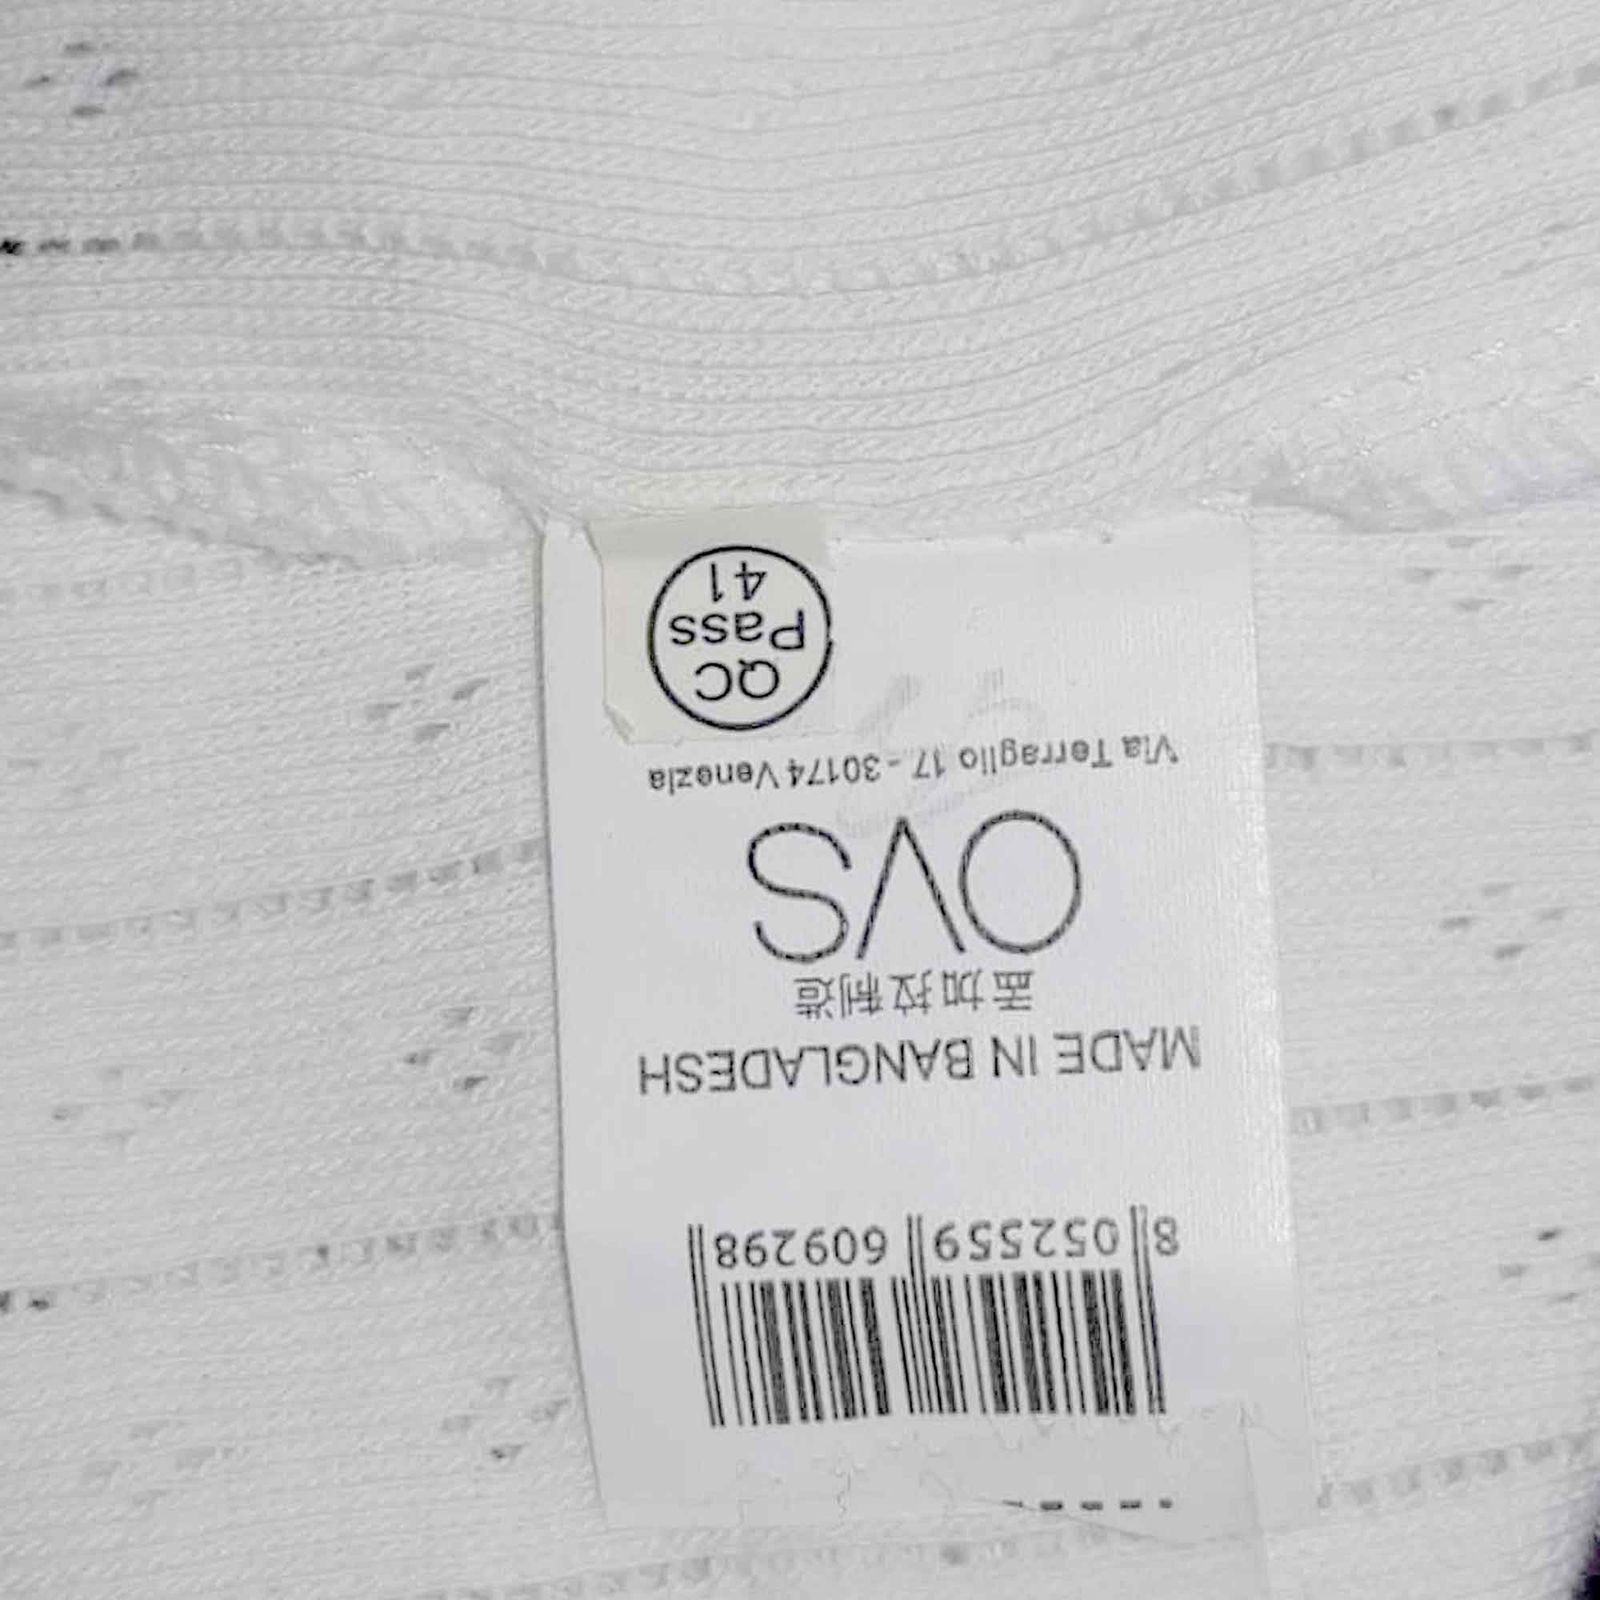 8 052559 609298
MADE IN BANGLADESH
孟加拉制造
OVS
Via Terraglio 17 - 30174 Venezia
QC
Pass
41